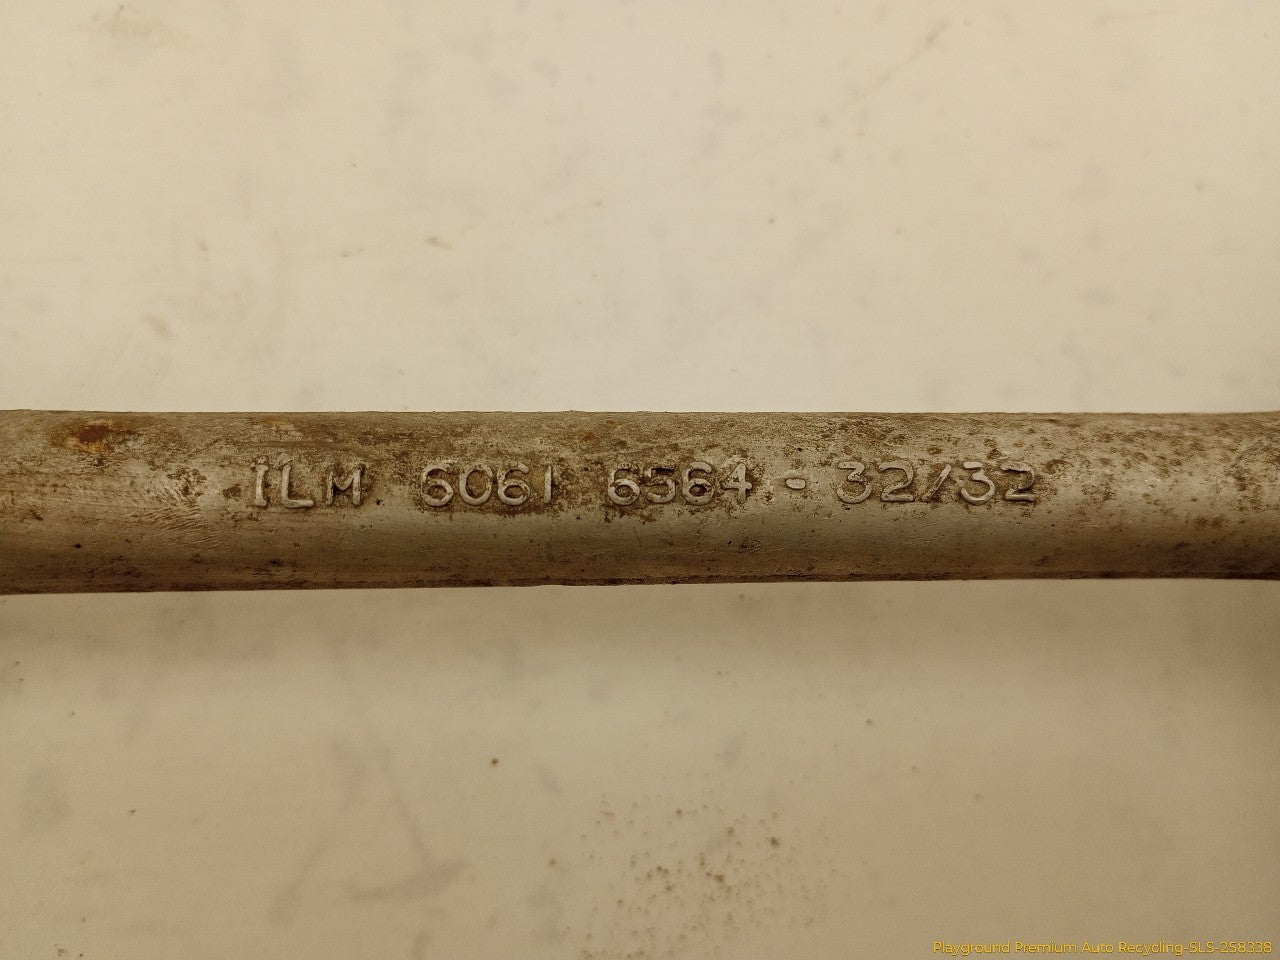 ILM 6061 6564 - 32/32
Playground Premium Auto Recycling-SLS-258338